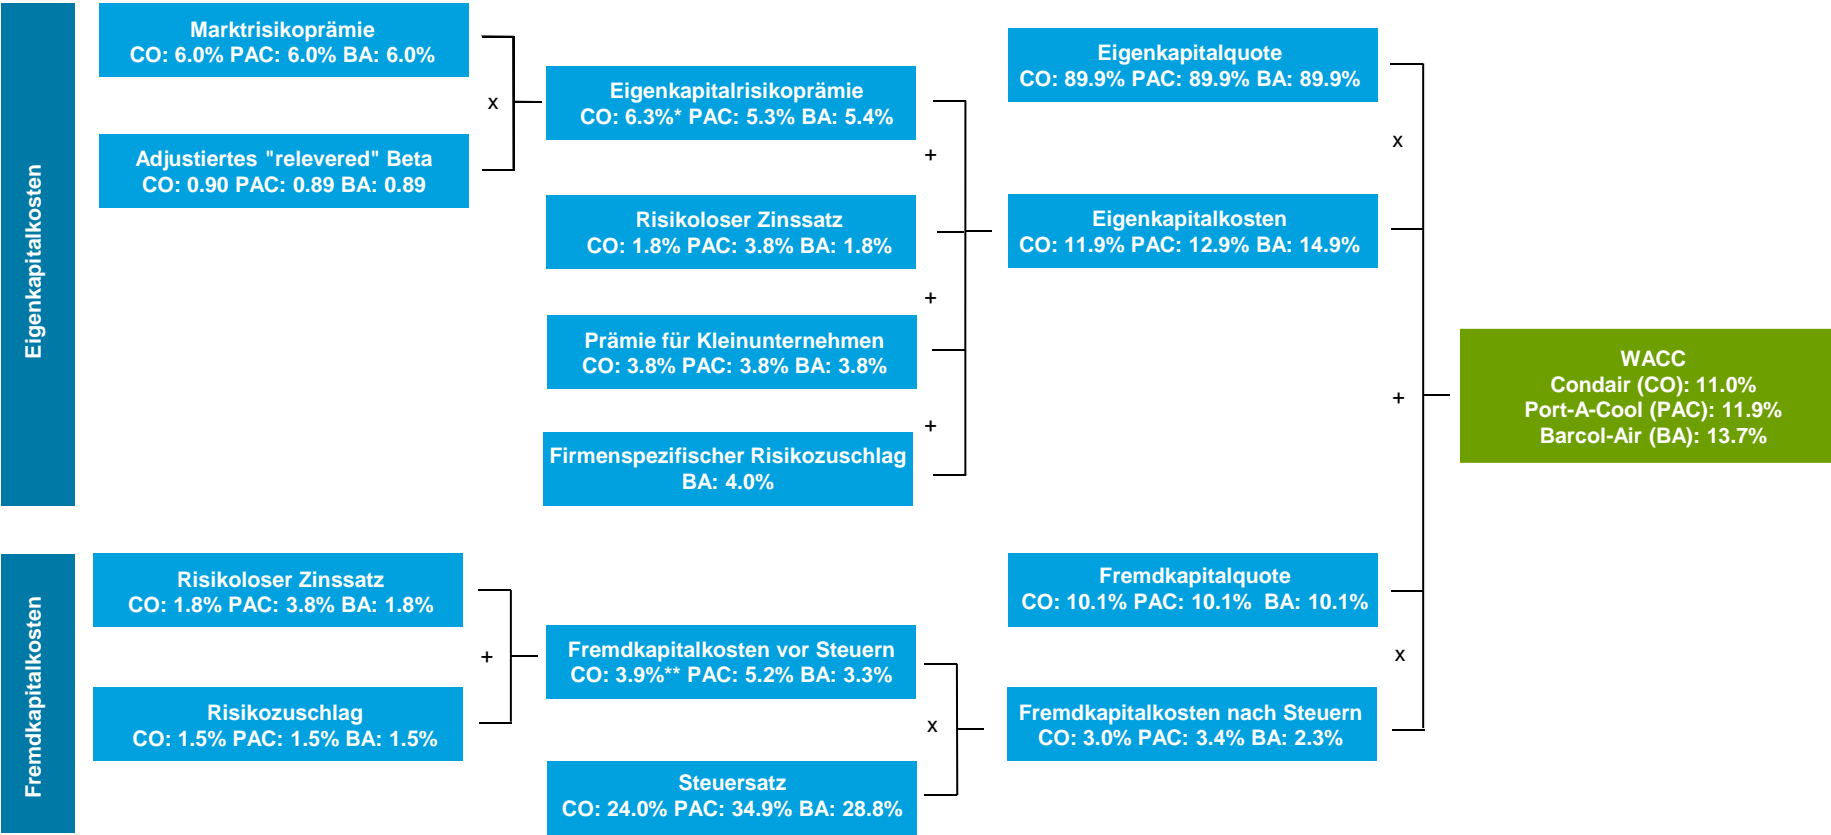 Eigenkapitalkosten
Marktrisikoprämie
CO: 6.0% PAC: 6.0% BA: 6.0%
x
Adjustiertes "relevered" Beta
CO: 0.90 PAC: 0.89 BA: 0.89
Eigenkapitalrisikoprämie
CO: 6.3%* PAC: 5.3% BA: 5.4%
+
Risikoloser Zinssatz
CO: 1.8% PAC: 3.8% BA: 1.8%
+
Prämie für Kleinunternehmen
CO: 3.8% PAC: 3.8% BA: 3.8%
+
Firmenspezifischer Risikozuschlag
BA: 4.0%
Eigenkapitalquote
CO: 89.9% PAC: 89.9% BA: 89.9%
x
Eigenkapitalkosten
CO: 11.9% PAC: 12.9% BA: 14.9%
+
WACC
Condair (CO): 11.0%
Port-A-Cool (PAC): 11.9%
Barcol-Air (BA): 13.7%
Fremdkapitalkosten
Risikoloser Zinssatz
CO: 1.8% PAC: 3.8% BA: 1.8%
+
Risikozuschlag
CO: 1.5% PAC: 1.5% BA: 1.5%
Fremdkapitalkosten vor Steuern
CO: 3.9%** PAC: 5.2% BA: 3.3%
x
Steuersatz
CO: 24.0% PAC: 34.9% BA: 28.8%
Fremdkapitalquote
CO: 10.1% PAC: 10.1% BA: 10.1%
x
Fremdkapitalkosten nach Steuern
CO: 3.0% PAC: 3.4% BA: 2.3%